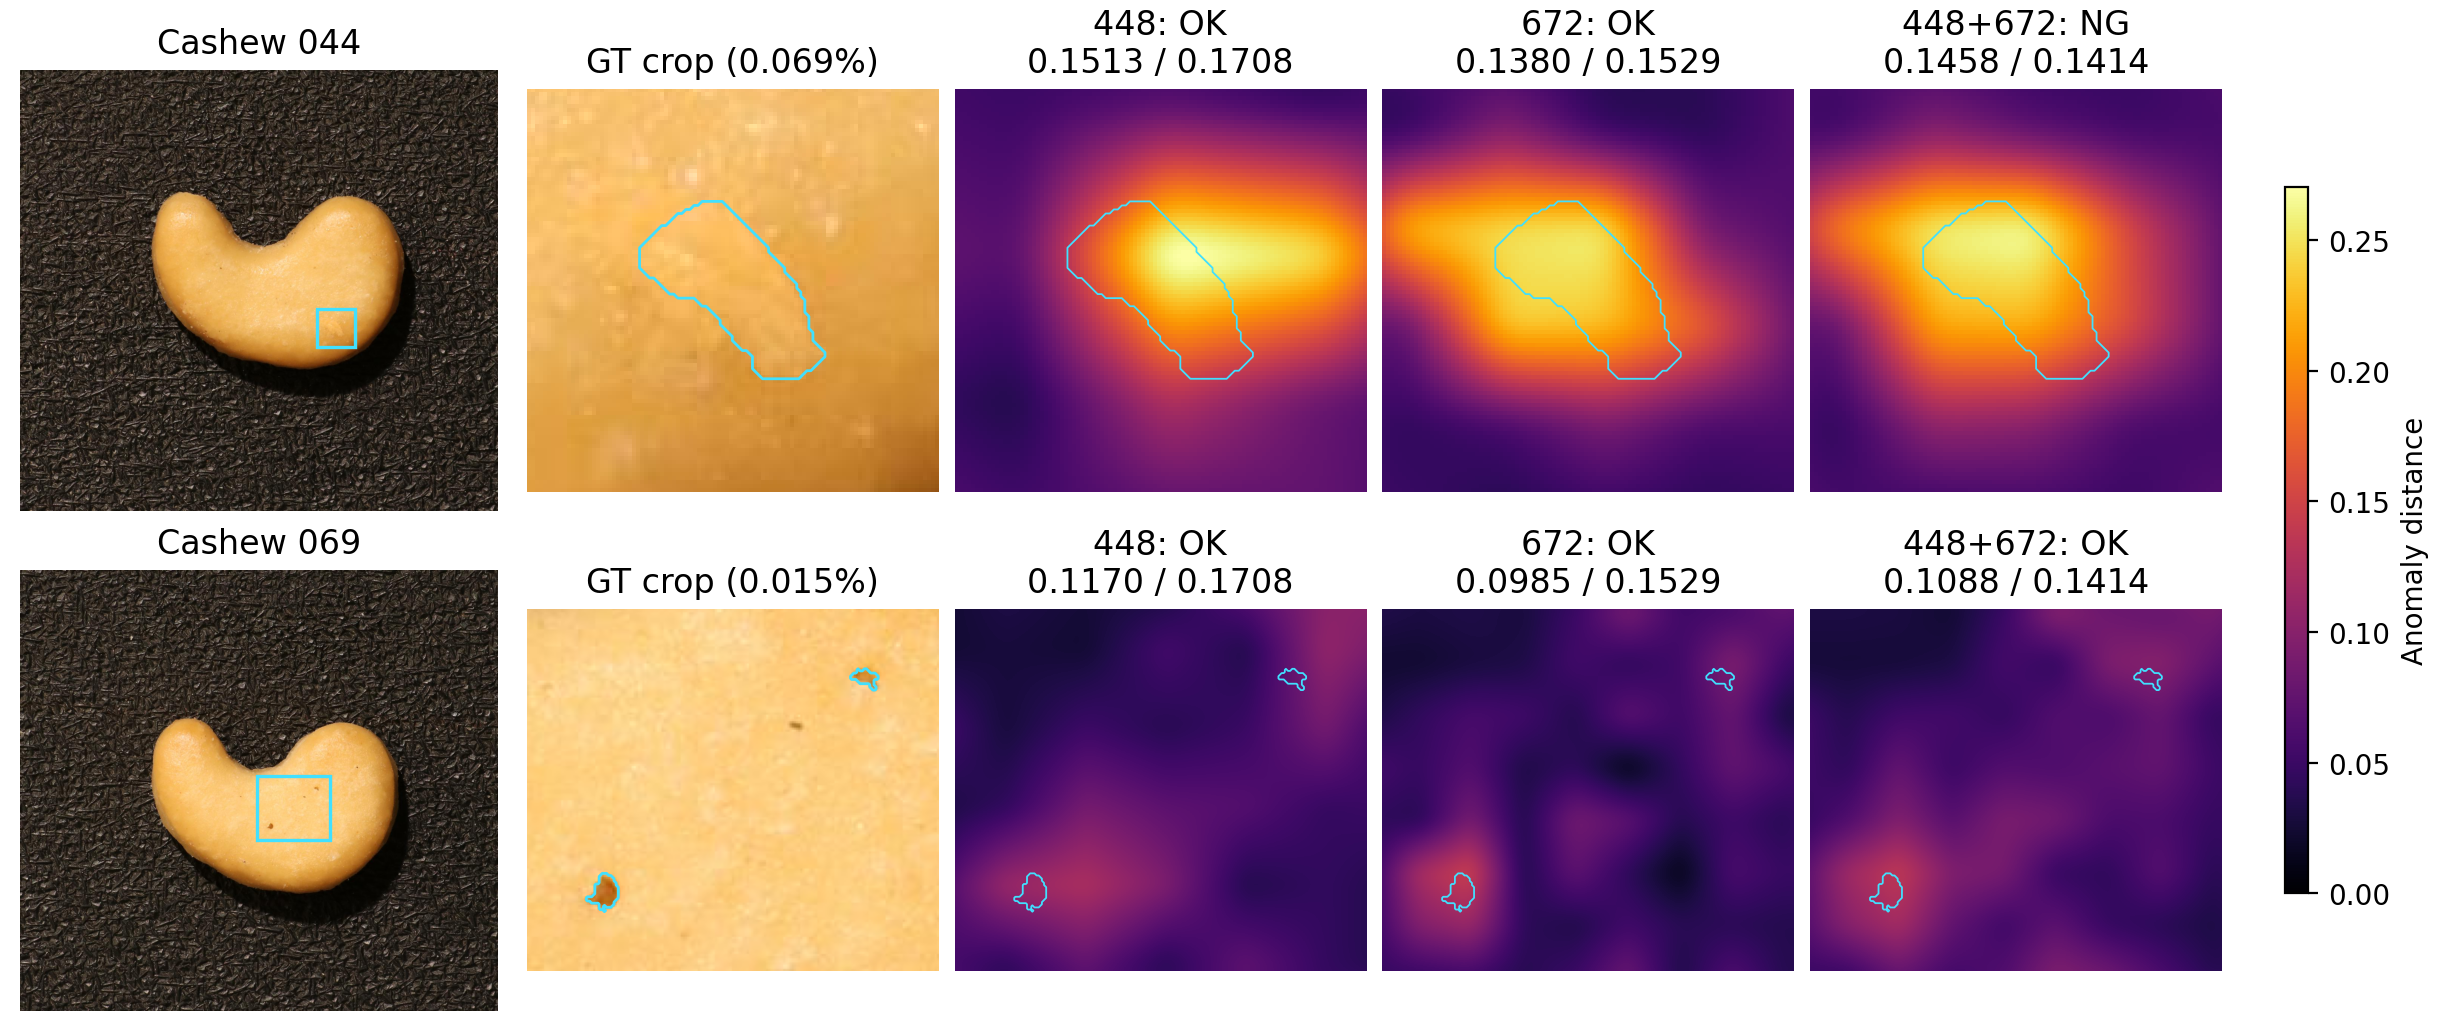 Cashew 044
GT crop (0.069%)
448: OK
0.1513 / 0.1708
672: OK
0.1380 / 0.1529
448+672: NG
0.1458 / 0.1414
Cashew 069
GT crop (0.015%)
448: OK
0.1170 / 0.1708
672: OK
0.0985 / 0.1529
448+672: OK
0.1088 / 0.1414
0.25
0.20
0.15
0.10
0.05
0.00
Anomaly distance